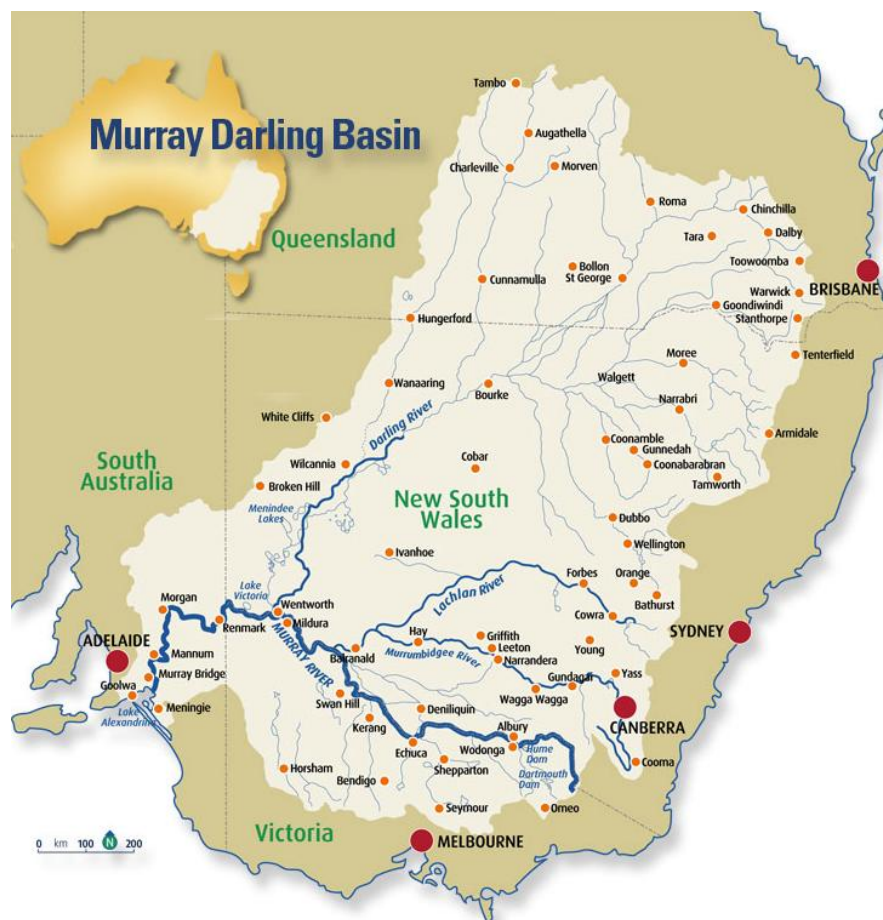 Murray Darling Basin
Tambo
Augathella
Charleville
Morven
Roma
Chinchilla
Queensland
Tara
Dalby
Toowoomba
Bollon
St George
Cunnamulla
BRISBANE
Warwick
Goondiwindi
Stanthorpe
Hungerford
Moree
Tenterfield
Walgett
Wanaaring
Bourke
Narrabri
White Cliffs
Darling River
Armidale
Coonamble
Gunnedah
South
Australia
Wilcannia
Cobar
Coonabarabran
Tamworth
Broken Hill
New South
Wales
Menindee
Lakes
Dubbo
Wellington
Ivanhoe
Lachlan River
Forbes
Orange
Lake
Victoria
Morgan
Wentworth
Cowra
Bathurst
Renmark
Mildura
SYDNEY
ADELAIDE
MURRAY RIVER
Hay
Griffith
Leeton
Young
Mannum
Balranald
Murrumbidgee River
Narrandera
Murray Bridge
Gundagai
Yass
Goolwa
Wagga Wagga
Swan Hill
Lake
Alexandrina
Meningie
Deniliquin
CANBERRA
Kerang
Albury
Echuca
Wodonga
Hume
Dam
Cooma
Horsham
Shepparton
Dartmouth
Dam
Bendigo
Seymour
Omeo
Victoria
MELBOURNE
0 km 100 N 200